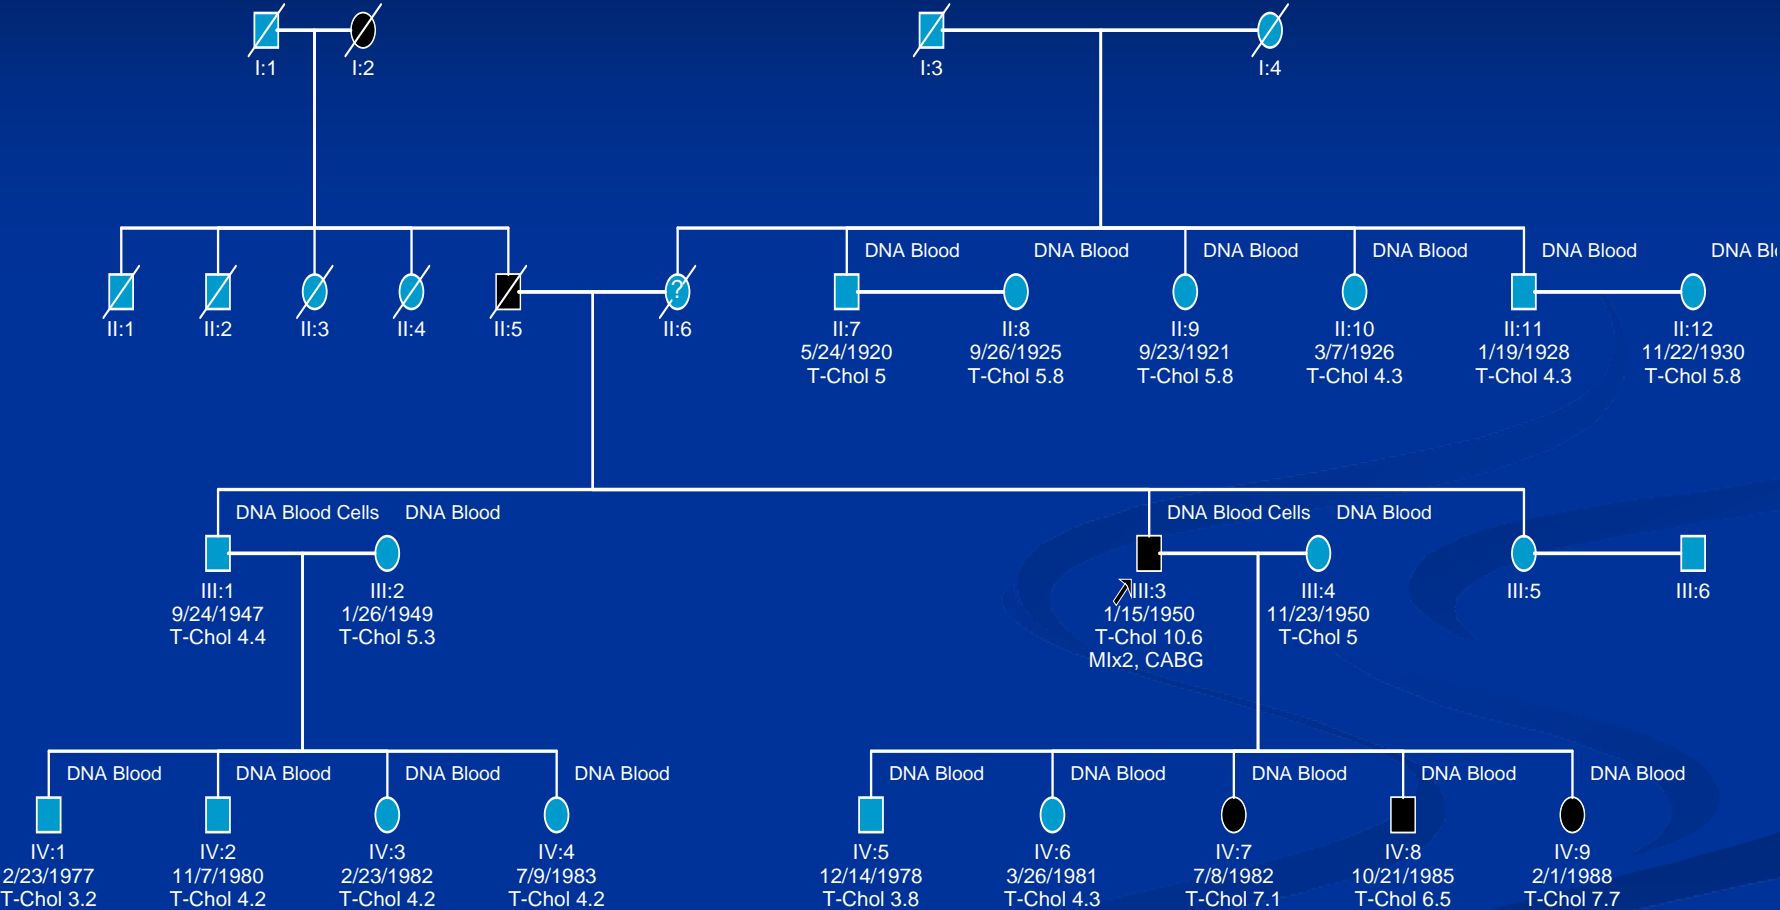 I:1 I:2 I:3 I:4
DNA Blood DNA Blood DNA Blood DNA Blood DNA Blood DNA Bl
?
II:1 II:2 II:3 II:4 II:5 II:6 II:7 II:8 II:9 II:10 II:11 II:12
5/24/1920 9/26/1925 9/23/1921 3/7/1926 1/19/1928 11/22/1930
T-Chol 5 T-Chol 5.8 T-Chol 5.8 T-Chol 4.3 T-Chol 4.3 T-Chol 5.8
DNA Blood Cells DNA Blood DNA Blood Cells DNA Blood
III:1 III:2 III:3 III:4 III:5 III:6
9/24/1947 1/26/1949 1/15/1950 11/23/1950
T-Chol 4.4 T-Chol 5.3 T-Chol 10.6 T-Chol 5
MIx2, CABG
DNA Blood DNA Blood DNA Blood DNA Blood DNA Blood DNA Blood DNA Blood DNA Blood DNA Blood
IV:1 IV:2 IV:3 IV:4 IV:5 IV:6 IV:7 IV:8 IV:9
2/23/1977 11/7/1980 2/23/1982 7/9/1983 12/14/1978 3/26/1981 7/8/1982 10/21/1985 2/1/1988
T-Chol 3.2 T-Chol 4.2 T-Chol 4.2 T-Chol 4.2 T-Chol 3.8 T-Chol 4.3 T-Chol 7.1 T-Chol 6.5 T-Chol 7.7